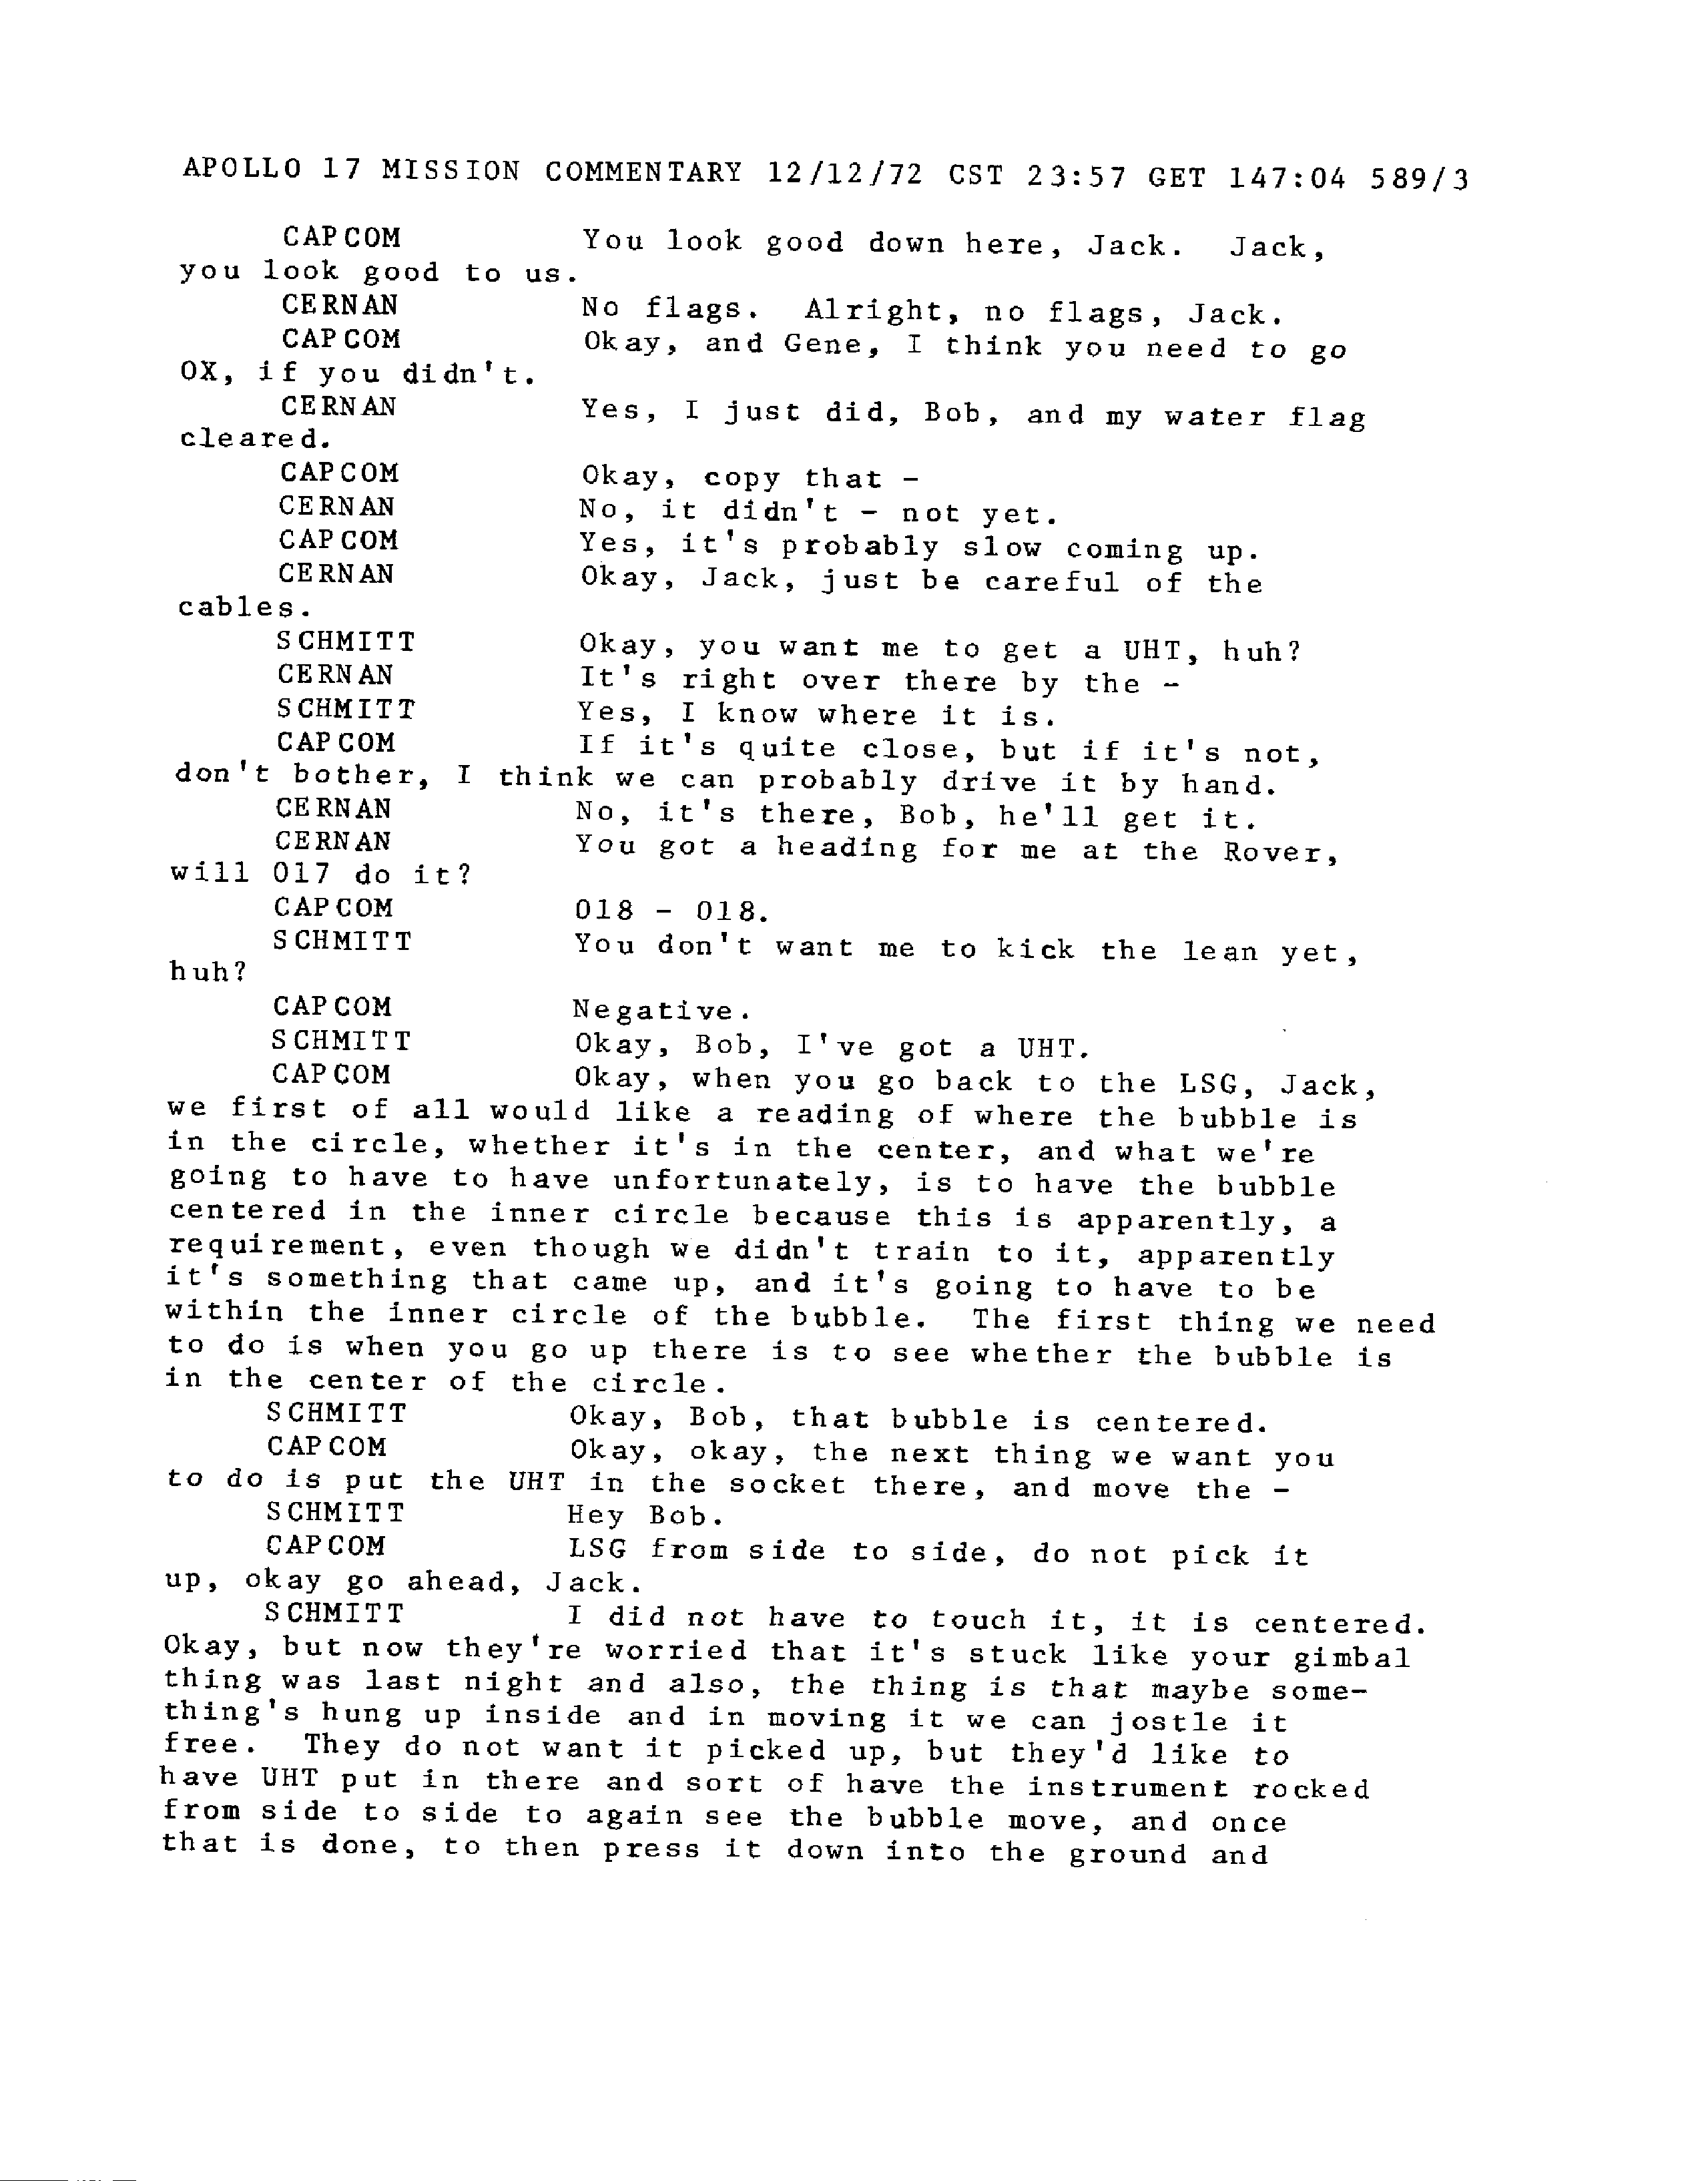 APOLLO 17 MISSION COMMENTARY 12/12/72 CST 23:57 GET 147:04 589/3
CAPCOM You look good down here, Jack. Jack,
you look good to us.
CERNAN No flags. Alright, no flags, Jack.
CAPCOM Okay, and Gene, I think you need to go
OX, if you didn't.
CERNAN Yes, I just did, Bob, and my water flag
cleared.
CAPCOM Okay, copy that -
CERNAN No, it didn't - not yet.
CAPCOM Yes, it's probably slow coming up.
CERNAN Okay, Jack, just be careful of the
cables.
SCHMITT Okay, you want me to get a UHT, huh?
CERNAN It's right over there by the -
SCHMITT Yes, I know where it is.
CAPCOM If it's quite close, but if it's not,
don't bother, I think we can probably drive it by hand.
CERNAN No, it's there, Bob, he'll get it.
CERNAN You got a heading for me at the Rover,
will 017 do it?
CAPCOM 018 - 018.
SCHMITT You don't want me to kick the lean yet,
huh?
CAPCOM Negative.
SCHMITT Okay, Bob, I've got a UHT.
CAPCOM Okay, when you go back to the LSG, Jack,
we first of all would like a reading of where the bubble is
in the circle, whether it's in the center, and what we're
going to have to have unfortunately, is to have the bubble
centered in the inner circle because this is apparently, a
requirement, even though we didn't train to it, apparently
it's something that came up, and it's going to have to be
within the inner circle of the bubble. The first thing we need
to do is when you go up there is to see whether the bubble is
in the center of the circle.
SCHMITT Okay, Bob, that bubble is centered.
CAPCOM Okay, okay, the next thing we want you
to do is put the UHT in the socket there, and move the -
SCHMITT Hey Bob.
CAPCOM LSG from side to side, do not pick it
up, okay go ahead, Jack.
SCHMITT I did not have to touch it, it is centered.
Okay, but now they're worried that it's stuck like your gimbal
thing was last night and also, the thing is that maybe some-
thing's hung up inside and in moving it we can jostle it
free. They do not want it picked up, but they'd like to
have UHT put in there and sort of have the instrument rocked
from side to side to again see the bubble move, and once
that is done, to then press it down into the ground and